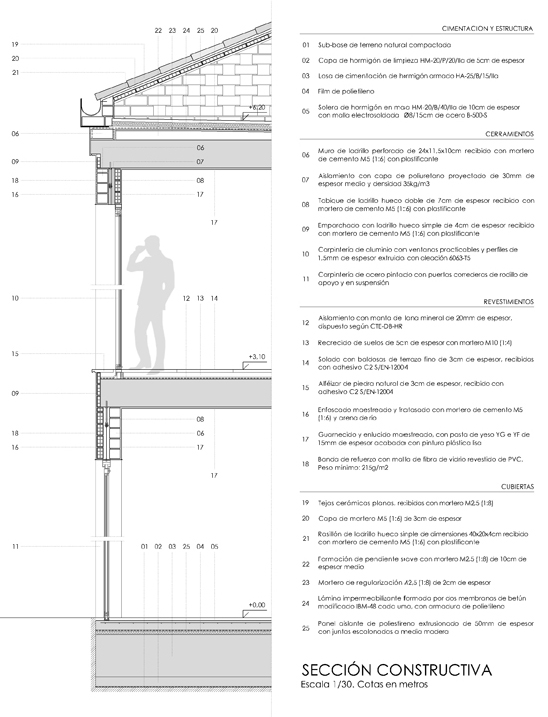 22 23 24 25 20
19
20
21
+6,20
06
06
09
07
18
08
16
17
17
10
12 13 14
15
+3,10
09
08
18
06
16
17
17
11
01 02 03 25 04 05
+0.00
CIMENTACION Y ESTRUCTURA
01 Sub-base de terreno natural compactado
02 Capa de hormigón de limpieza HM-20/P/20/IIa de 5cm de espesor
03 Losa de cimentación de hormigón armado HA-25/B/15/IIa
04 Film de polietileno
05 Solera de hormigón en masa HM-20/B/40/IIa de 10cm de espesor
con malla electrosoldada Ø8/15cm de acero B-500-S
CERRAMIENTOS
06 Muro de ladrillo perforado de 24x11,5x10cm recibido con mortero
de cemento M5 (1:6) con plastificante
07 Aislamiento con capa de poliuretano proyectado de 30mm de
espesor medio y densidad 35kg/m3
08 Tabique de ladrillo hueco doble de 7cm de espesor recibido con
mortero de cemento M5 (1:6) con plastificante
09 Emparchado con ladrillo hueco simple de 4cm de espesor recibido
con mortero de cemento M5 (1:6) con plastificante
10 Carpintería de aluminio con ventanas practicables y perfiles de
1,5mm de espesor extruido con aleación 6063-T5
11 Carpintería de acero pintado con puertas correderas de rodillo de
apoyo y en suspensión
REVESTIMIENTOS
12 Aislamiento con manta de lana mineral de 20mm de espesor,
dispuesto según CTE-DB-HR
13 Recrecido de suelos de 5cm de espesor con mortero M10 (1:4)
14 Solado con baldosas de terrazo fino de 3cm de espesor, recibidas
con adhesivo C2 S/EN-12004
15 Alféizar de piedra natural de 3cm de espesor, recibido con
adhesivo C2 S/EN-12004
16 Enfoscado maestreado y fratasado con mortero de cemento M5
(1:6) y arena de río
17 Guarnecido y enlucido maestreado, con pasta de yeso YG e YF de
15mm de espesor acabado con pintura plástica lisa
18 Banda de refuerzo con malla de fibra de vidrio revestida de PVC.
Peso mínimo: 215g/m2
CUBIERTAS
19 Tejas cerámicas planas, recibidas con mortero M2,5 (1:8)
20 Capa de mortero M5 (1:6) de 3cm de espesor
21 Rasillón de ladrillo hueco simple de dimensiones 40x20x4cm recibido
con mortero de cemento M5 (1:6) con plastificante
22 Formación de pendiente suave con mortero M2,5 (1:8) de 10cm de
espesor medio
23 Mortero de regularización M2,5 (1:8) de 2cm de espesor
24 Lámina impermeabilizante formada por dos membranas de betún
modificado LBM-48 cada una, con armadura de polietileno
25 Panel aislante de poliestireno extrusionado de 50mm de espesor
con juntas escalonadas a media madera
SECCIÓN CONSTRUCTIVA
Escala 1/30. Cotas en metros